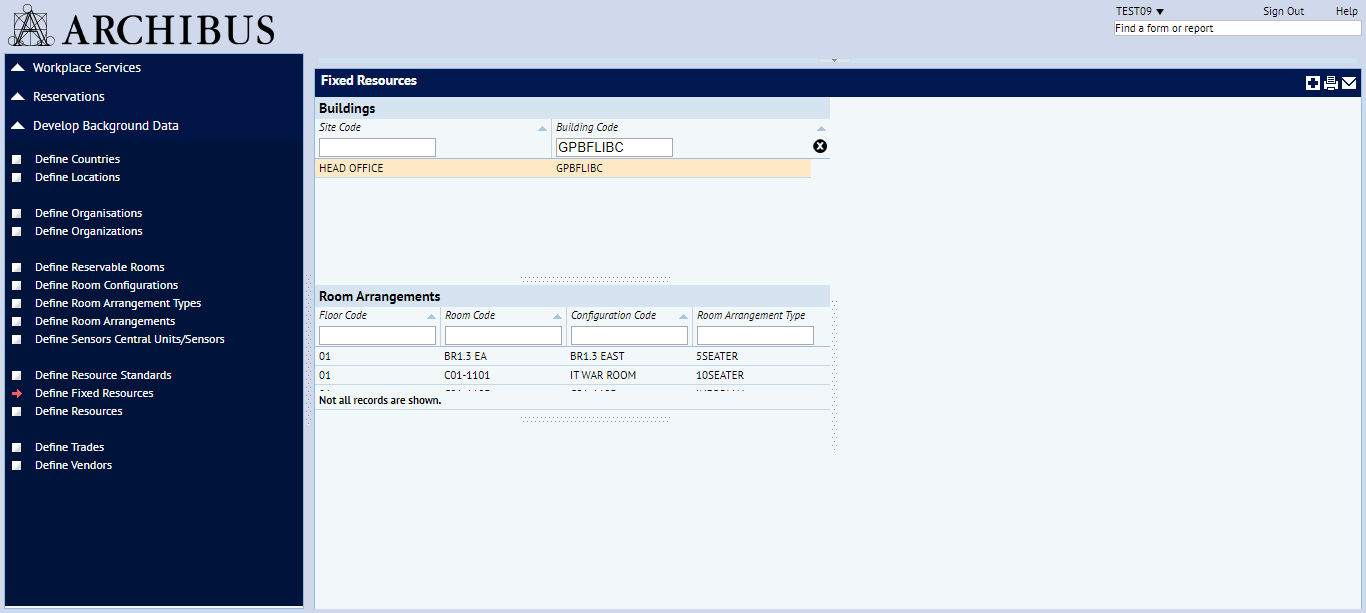 ARCHIBUS
TEST09 Sign Out Help
Find a form or report
Workplace Services
Reservations
Develop Background Data
Define Countries
Define Locations
Define Organisations
Define Organizations
Define Reservable Rooms
Define Room Configurations
Define Room Arrangement Types
Define Room Arrangements
Define Sensors Central Units/Sensors
Define Resource Standards
Define Fixed Resources
Define Resources
Define Trades
Define Vendors
Fixed Resources
Buildings
Site Code Building Code
GPBFLIBC
HEAD OFFICE GPBFLIBC
Room Arrangements
Floor Code Room Code Configuration Code Room Arrangement Type
01 BR1.3 EA BR1.3 EAST 5SEATER
01 C01-1101 IT WAR ROOM 10SEATER
Not all records are shown.